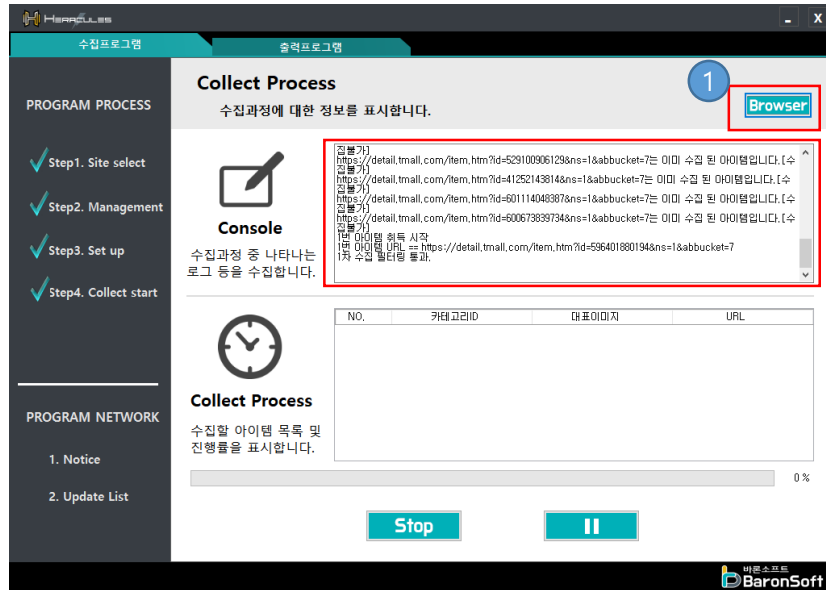 HERACULES
- X
수집프로그램
출력프로그램
PROGRAM PROCESS
Step1. Site select
Step2. Management
Step3. Set up
Step4. Collect start
PROGRAM NETWORK
1. Notice
2. Update List
Collect Process
수집과정에 대한 정보를 표시합니다.
1
Browser
Console
수집과정 중 나타나는
로그 등을 수집합니다.
집불가]
https://detail,tmall,com/item,htm?id=529100906129&ns=1&abbucket=7는 이미 수집 된 아이템입니다.[수
집불가]
https://detail,tmall,com/item,htm?id=41252143814&ns=1&abbucket=7는 이미 수집 된 아이템입니다.[수
집불가]
https://detail,tmall,com/item,htm?id=601114048387&ns=1&abbucket=7는 이미 수집 된 아이템입니다.[수
집불가]
https://detail,tmall,com/item,htm?id=600673839734&ns=1&abbucket=7는 이미 수집 된 아이템입니다.[수
집불가]
1번 아이템 취득 시작
1번 아이템 URL == https://detail,tmall,com/item,htm?id=596401880194&ns=1&abbucket=7
1차 수집 필터링 통과.
Collect Process
수집할 아이템 목록 및
진행률을 표시합니다.
NO, 카테고리ID 대표이미지 URL
0 %
Stop
바른소프트
BaronSoft